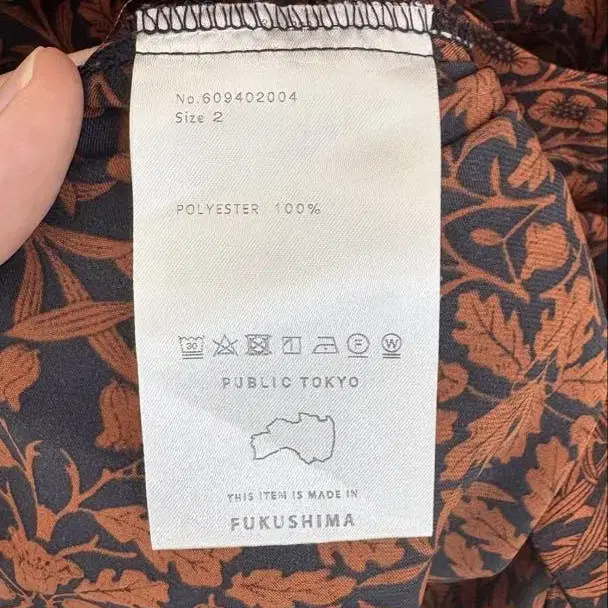 No.609402004
Size 2
POLYESTER 100%
30 F W
PUBLIC TOKYO
THIS ITEM IS MADE IN
FUKUSHIMA